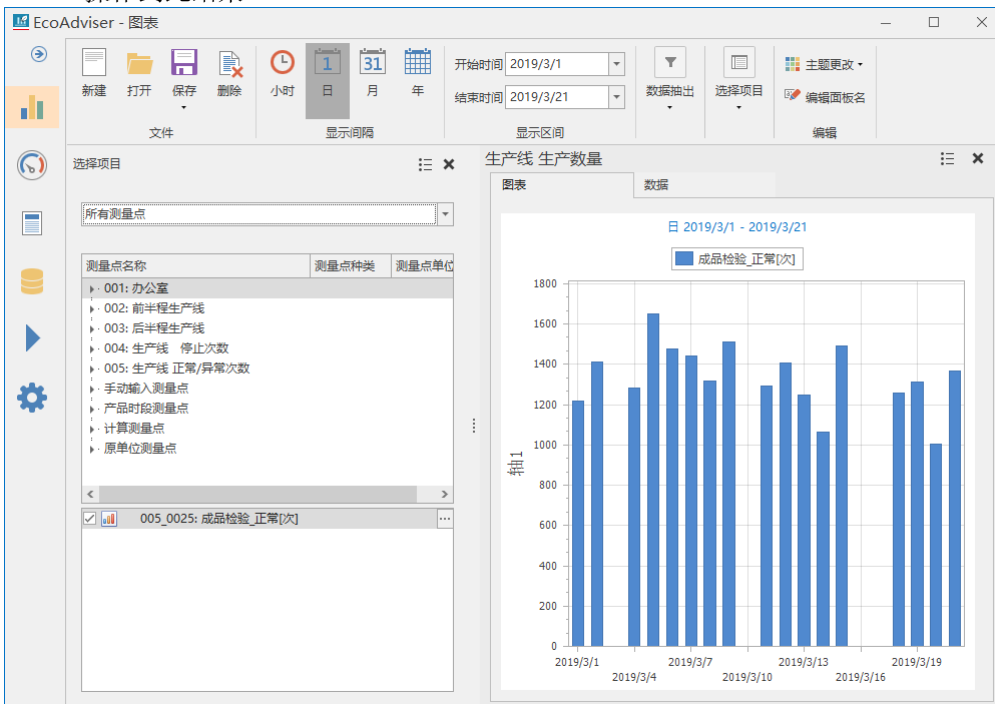 EcoAdviser - 图表
新建
打开
保存
删除
文件
小时
1
日
31
月
年
显示间隔
开始时间 2019/3/1
结束时间 2019/3/21
显示区间
数据抽出
选择项目
主题更改
编辑面板名
编辑
选择项目
所有测量点
测量点名称 测量点种类 测量点单位
001: 办公室
002: 前半程生产线
003: 后半程生产线
004: 生产线 停止次数
005: 生产线 正常/异常次数
手动输入测量点
产品时段测量点
计算测量点
原单位测量点
005_0025: 成品检验_正常[次]
生产线 生产数量
图表 数据
日 2019/3/1 - 2019/3/21
成品检验_正常[次]
轴1
1800
1600
1400
1200
1000
800
600
400
200
0
2019/3/1 2019/3/7 2019/3/13 2019/3/19
2019/3/4 2019/3/10 2019/3/16